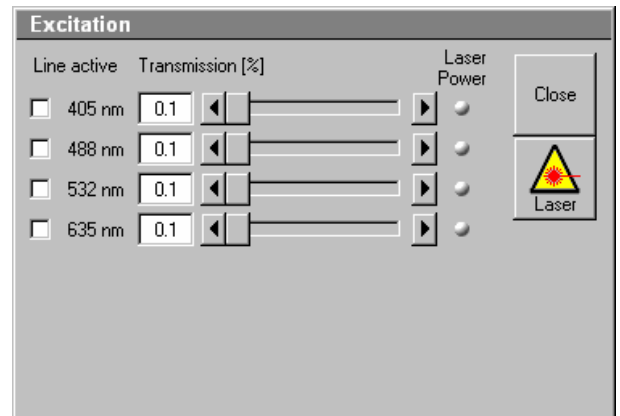 Excitation
Line active Transmission [%] Laser Power
Close
405 nm 0.1
488 nm 0.1
532 nm 0.1
Laser
635 nm 0.1